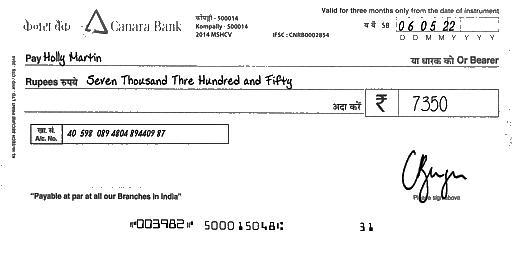 Valid for three months only from the date of instrument
केनरा बैंक Canara Bank
कोंपल्ली - 500014
Kompally - 500014
2014 MSHCV
IFSC : CNRB0002854
06 05 22
D D M M Y Y Y Y
Pay Holly Martin या धारक को Or Bearer
Rupees रुपये Seven Thousand Thre Hundred and Fifty
अदा करें ₹ 7350
खा. सं.
A/c. No. 40 598 089 4804 894409 87
"Payable at par at all our Branches in India"
Please sign above
⑈003982⑈ 500015048⑆ 31